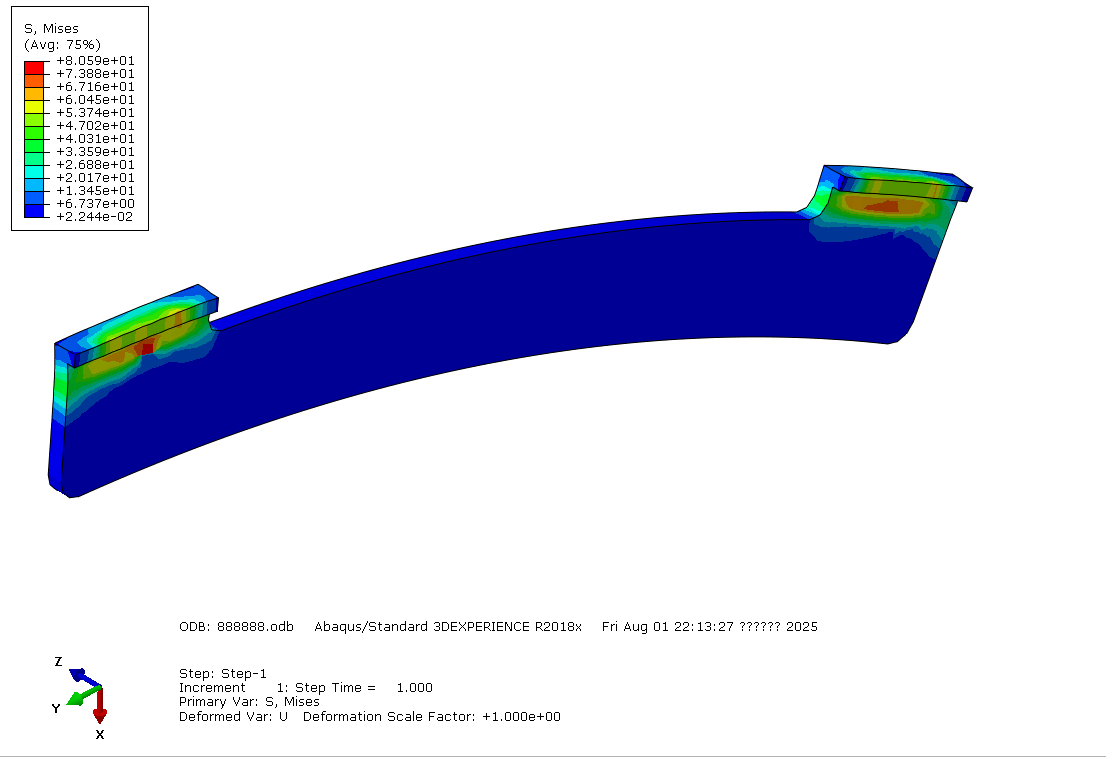 S, Mises
(Avg: 75%)
+8.059e+01
+7.388e+01
+6.716e+01
+6.045e+01
+5.374e+01
+4.702e+01
+4.031e+01
+3.359e+01
+2.688e+01
+2.017e+01
+1.345e+01
+6.737e+00
+2.244e-02
ODB: 888888.odb    Abaqus/Standard 3DEXPERIENCE R2018x    Fri Aug 01 22:13:27 ?????? 2025
Z
Y
X
Step: Step-1
Increment     1: Step Time =    1.000
Primary Var: S, Mises
Deformed Var: U   Deformation Scale Factor: +1.000e+00